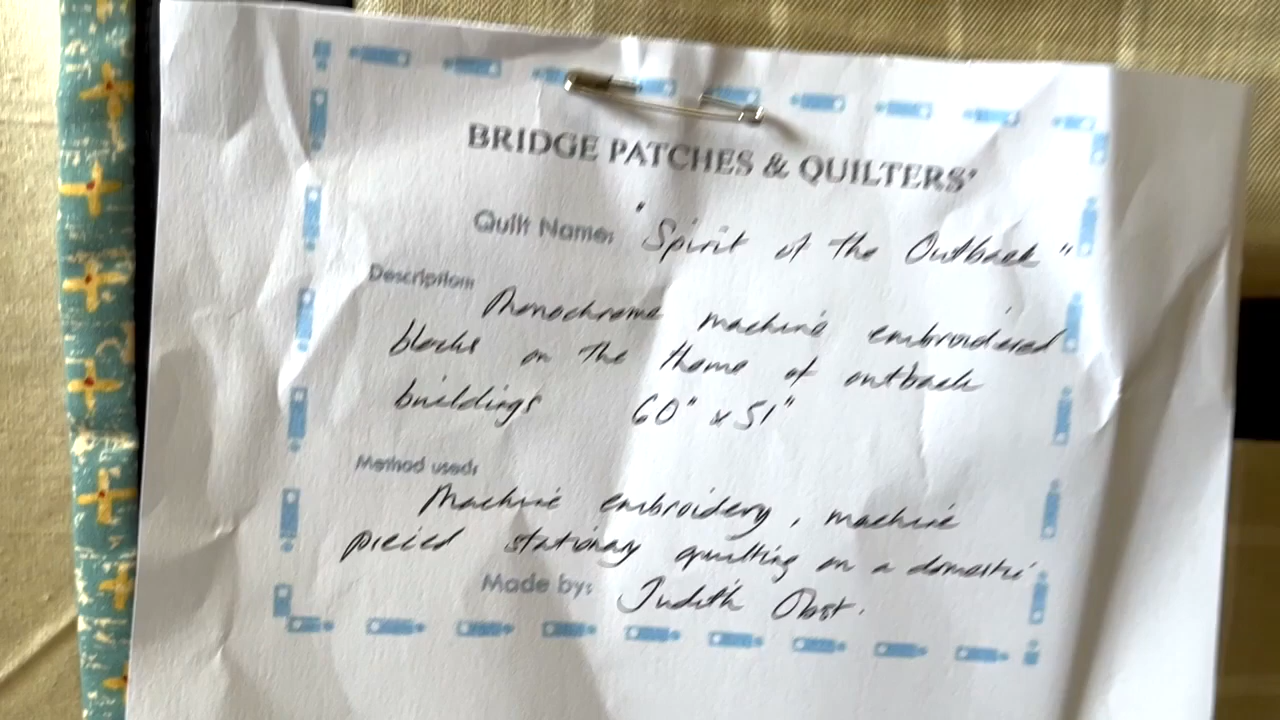 BRIDGE PATCHES & QUILTERS'
Quilt Name: "Spirit of the Outback"
Description:
Monochrome machine embroidered
blocks on the theme of outback
buildings 60" x 51"
Method used:
Machine embroidery, machine
pieced stationary quilting on a domestic
Made by: Judith Obst.